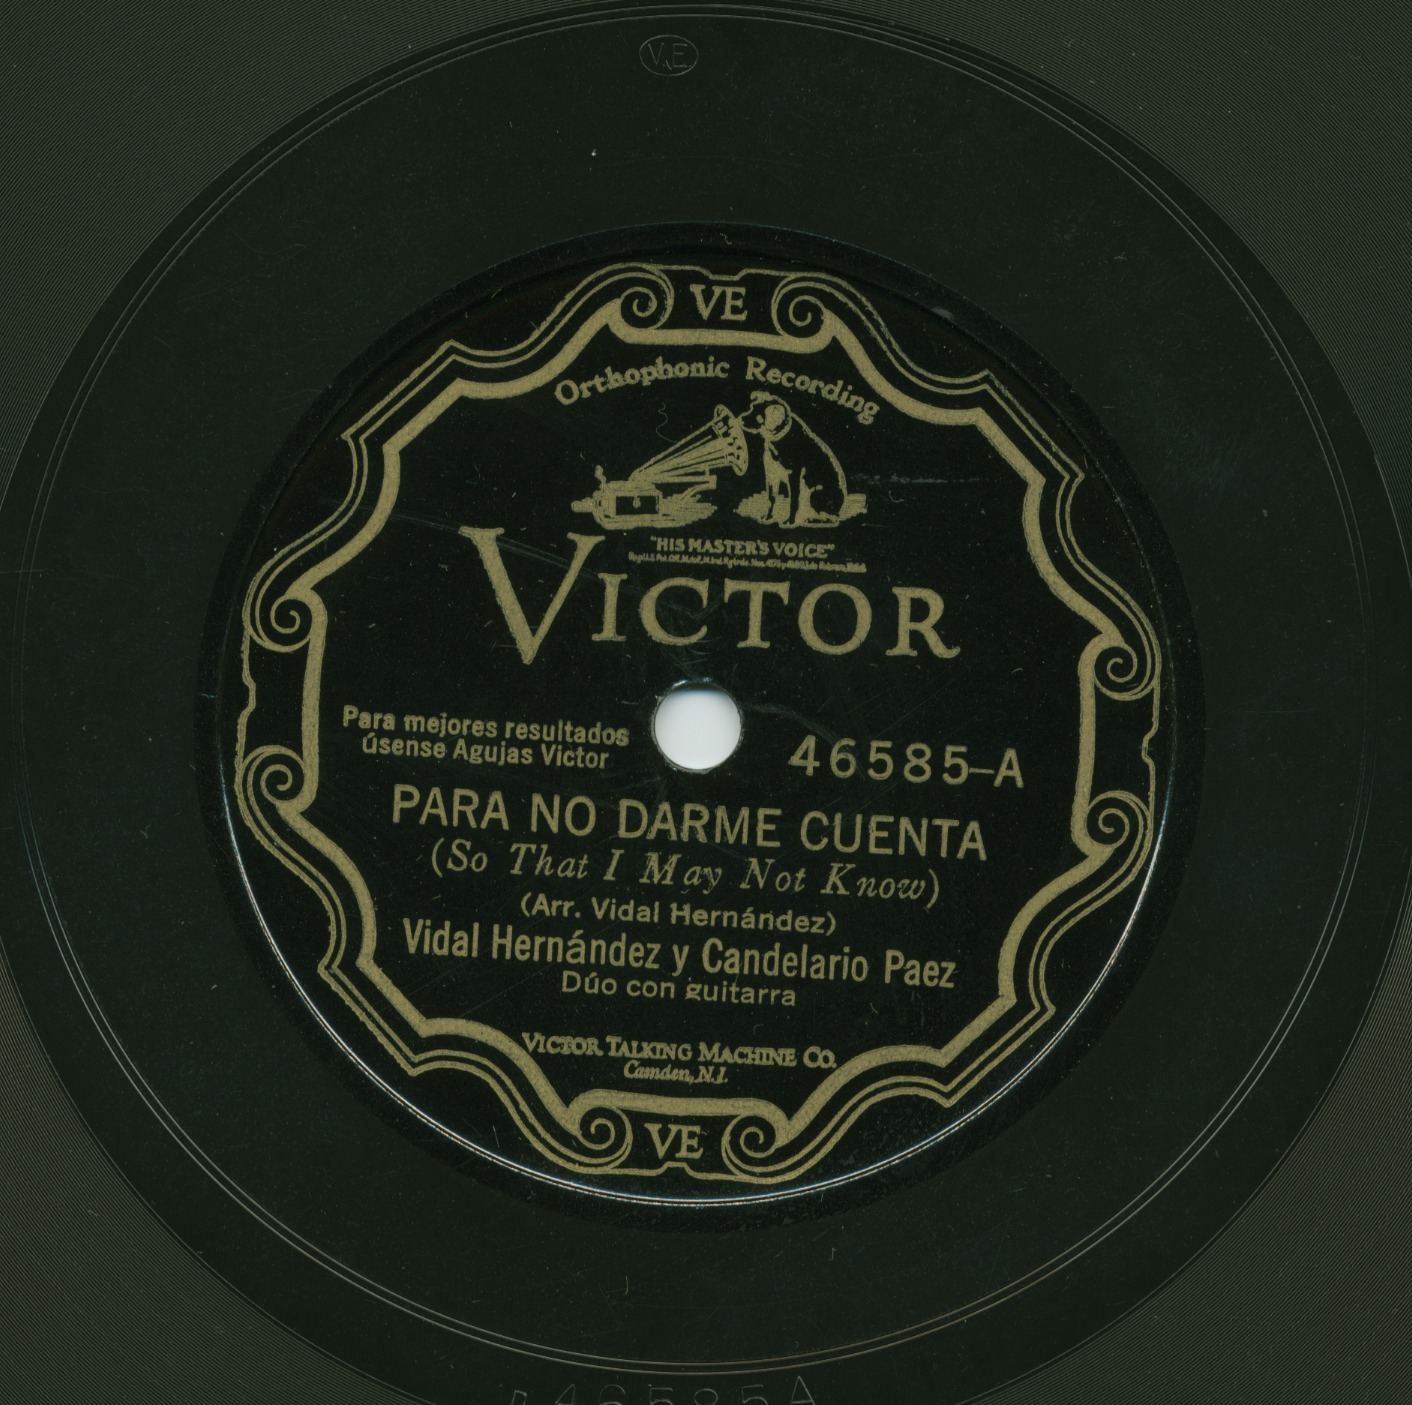 V.E.
VE
Orthophonic Recording
"HIS MASTER'S VOICE"
VICTOR
Para mejores resultados
úsense Agujas Victor
46585-A
PARA NO DARME CUENTA
(So That I May Not Know)
(Arr. Vidal Hernández)
Vidal Hernández y Candelario Paez
Dúo con guitarra
VICTOR TALKING MACHINE CO.
Camden, N.J.
VE
46585A